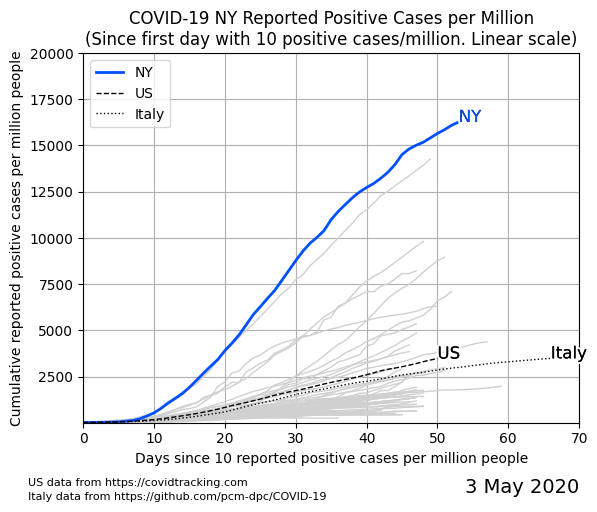 COVID-19 NY Reported Positive Cases per Million
(Since first day with 10 positive cases/million. Linear scale)
Cumulative reported positive cases per million people
20000
17500
15000
12500
10000
7500
5000
2500
NY
US
Italy
NY
US
Italy
0
10
20
30
40
50
60
70
Days since 10 reported positive cases per million people
US data from https://covidtracking.com
Italy data from https://github.com/pcm-dpc/COVID-19
3 May 2020